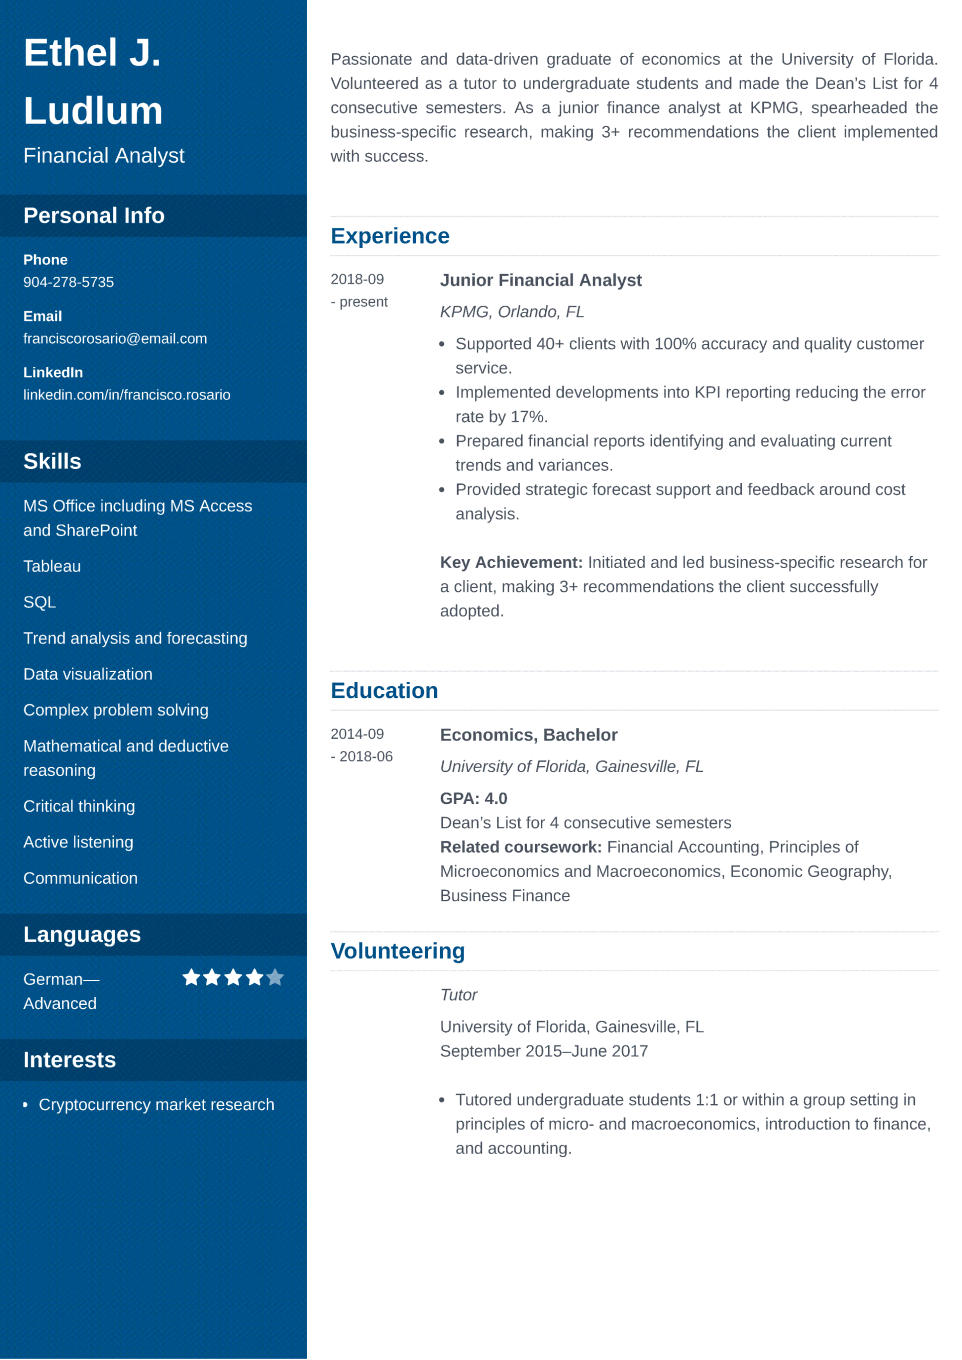 Ethel J.
Ludlum
Financial Analyst
Personal Info
Phone
904-278-5735
Email
franciscorosario@email.com
LinkedIn
linkedin.com/in/francisco.rosario
Skills
MS Office including MS Access
and SharePoint
Tableau
SQL
Trend analysis and forecasting
Data visualization
Complex problem solving
Mathematical and deductive
reasoning
Critical thinking
Active listening
Communication
Languages
German—
Advanced
Interests
• Cryptocurrency market research
Passionate and data-driven graduate of economics at the University of Florida.
Volunteered as a tutor to undergraduate students and made the Dean’s List for 4
consecutive semesters. As a junior finance analyst at KPMG, spearheaded the
business-specific research, making 3+ recommendations the client implemented
with success.
Experience
2018-09
- present
Junior Financial Analyst
KPMG, Orlando, FL
• Supported 40+ clients with 100% accuracy and quality customer
service.
• Implemented developments into KPI reporting reducing the error
rate by 17%.
• Prepared financial reports identifying and evaluating current
trends and variances.
• Provided strategic forecast support and feedback around cost
analysis.
Key Achievement: Initiated and led business-specific research for
a client, making 3+ recommendations the client successfully
adopted.
Education
2014-09
- 2018-06
Economics, Bachelor
University of Florida, Gainesville, FL
GPA: 4.0
Dean’s List for 4 consecutive semesters
Related coursework: Financial Accounting, Principles of
Microeconomics and Macroeconomics, Economic Geography,
Business Finance
Volunteering
Tutor
University of Florida, Gainesville, FL
September 2015–June 2017
• Tutored undergraduate students 1:1 or within a group setting in
principles of micro- and macroeconomics, introduction to finance,
and accounting.